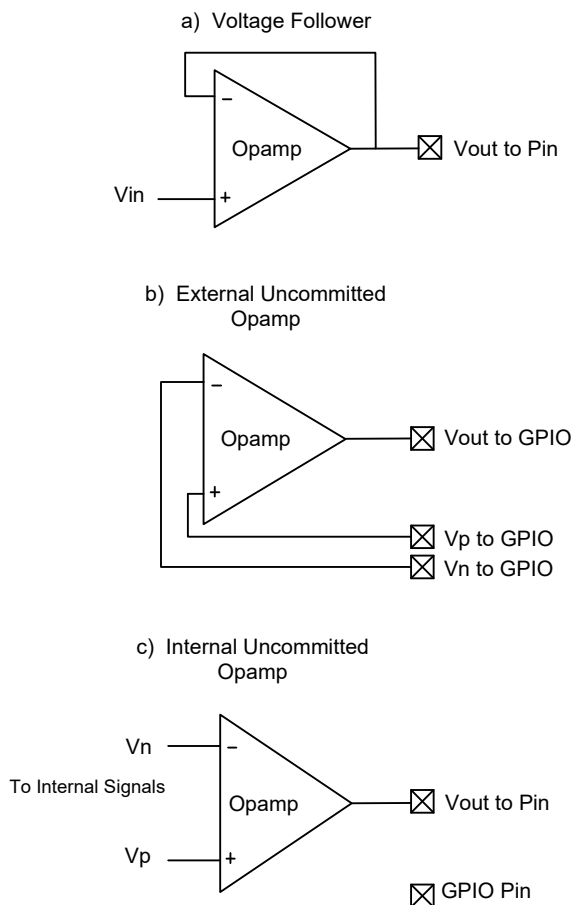 a) Voltage Follower
−
Opamp
Vout to Pin
Vin
+
b) External Uncommitted
Opamp
−
Opamp
Vout to GPIO
+
Vp to GPIO
Vn to GPIO
c) Internal Uncommitted
Opamp
Vn
−
To Internal Signals
Opamp
Vout to Pin
Vp
+
GPIO Pin